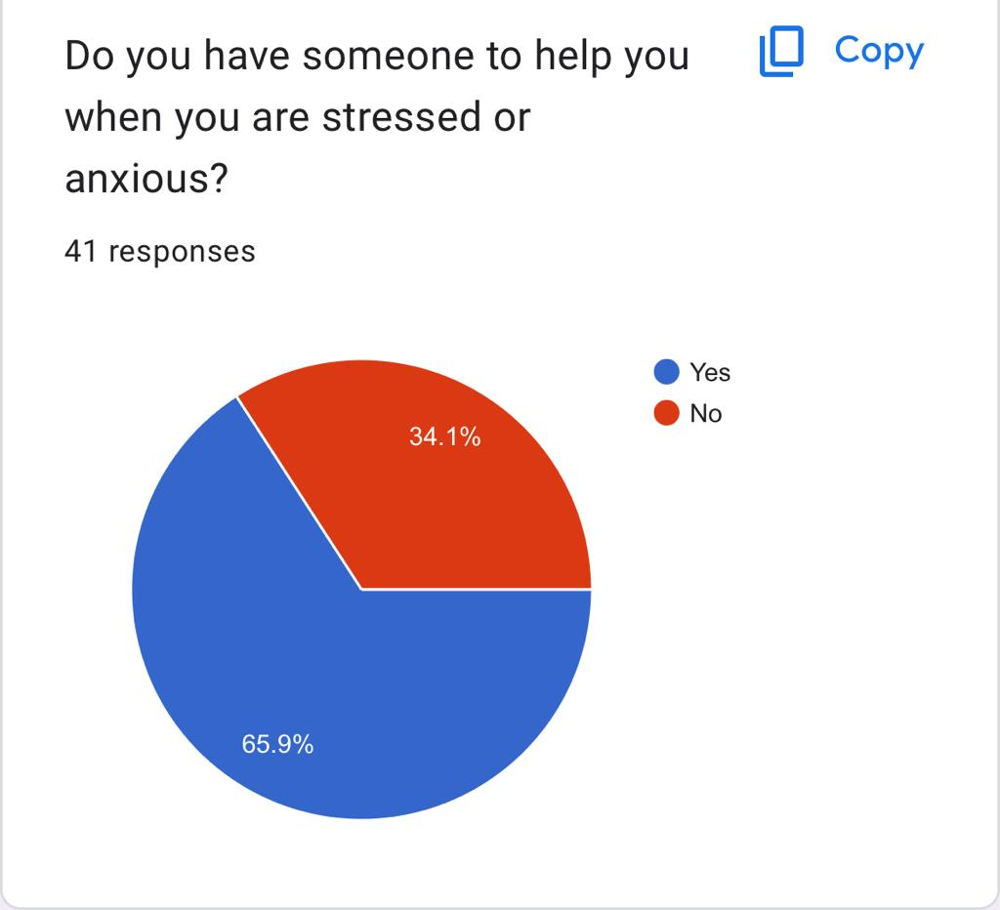 Do you have someone to help you
when you are stressed or
anxious?
Copy
41 responses
Yes
No
34.1%
65.9%